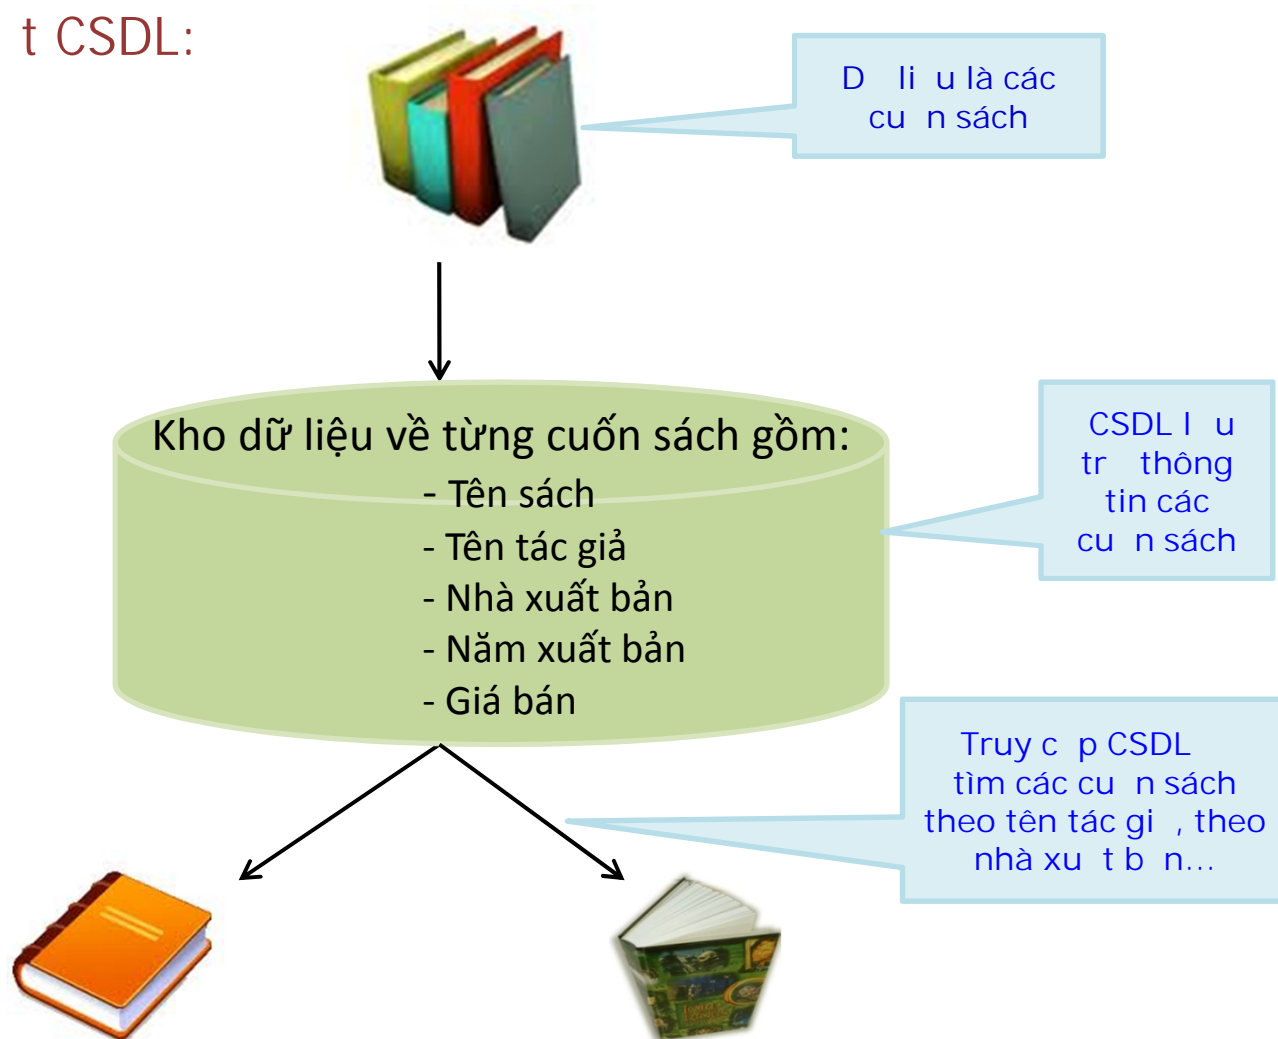 t CSDL:
D li u là các
cu n sách
Kho dữ liệu về từng cuốn sách gồm:
- Tên sách
- Tên tác giả
- Nhà xuất bản
- Năm xuất bản
- Giá bán
CSDL l u
tr thông
tin các
cu n sách
Truy c p CSDL
tìm các cu n sách
theo tên tác gi , theo
nhà xu t b n...